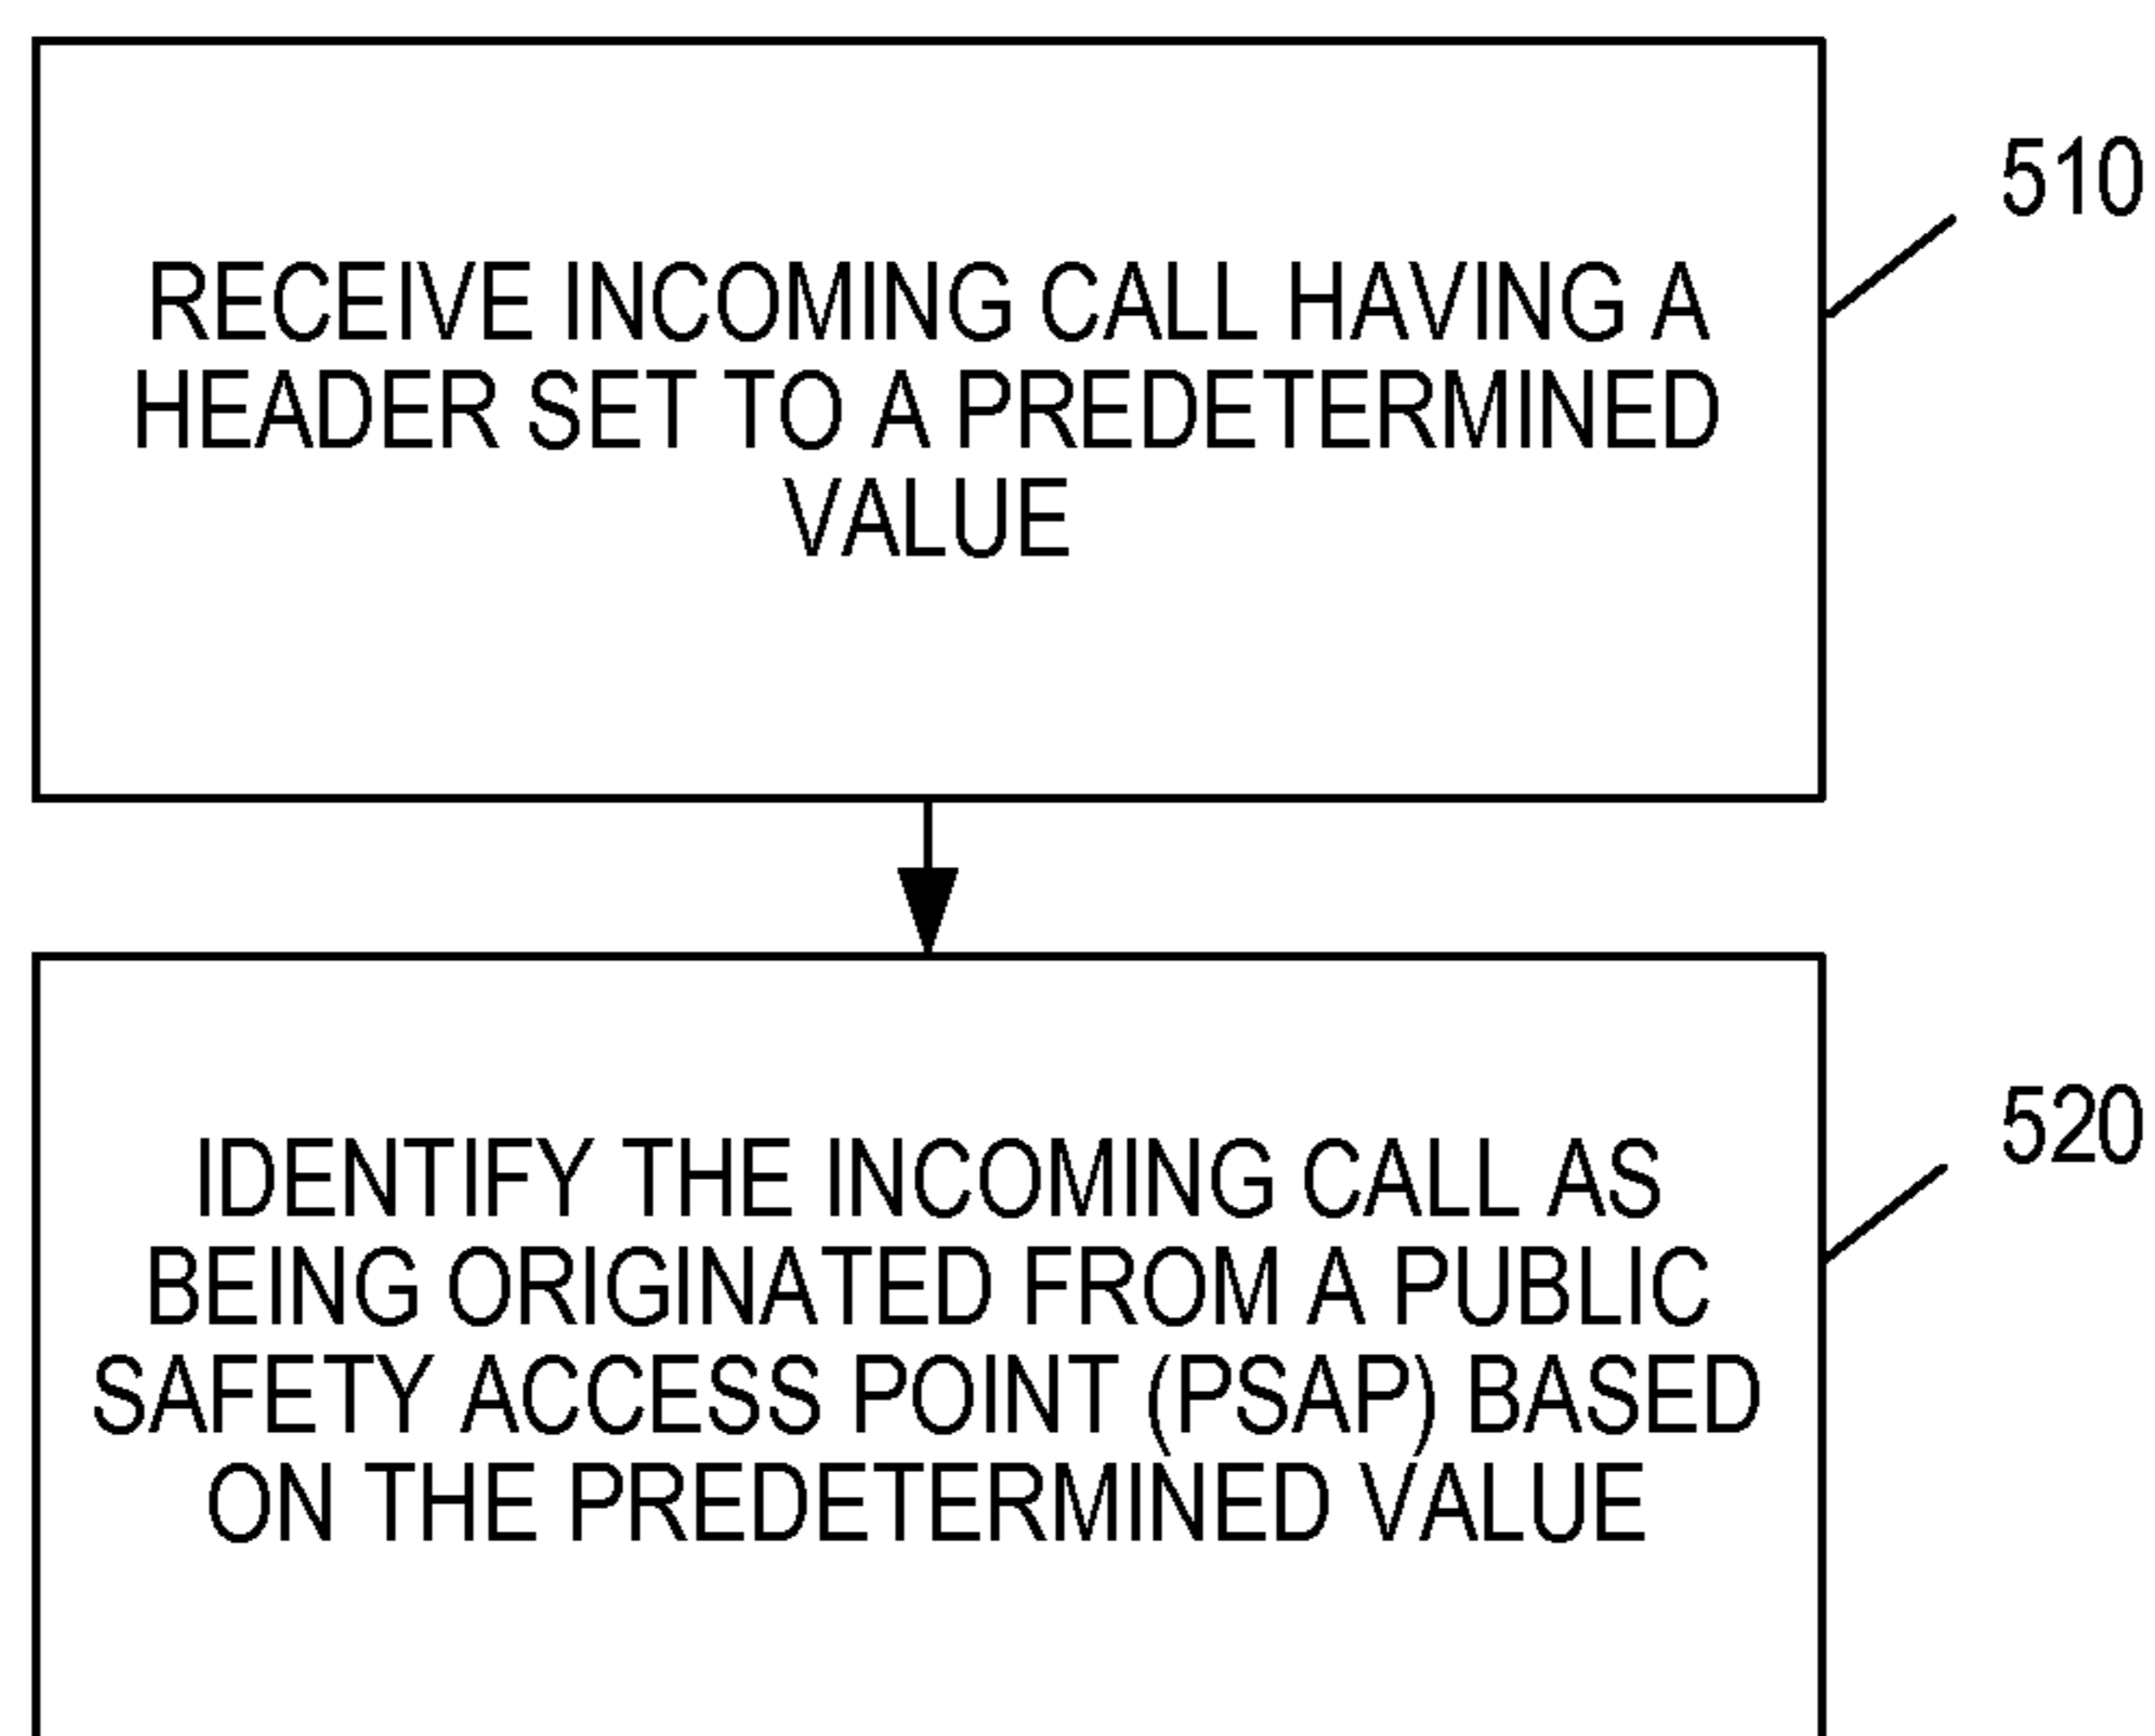 510
RECEIVE INCOMING CALL HAVING A
HEADER SET TO A PREDETERMINED
VALUE
520
IDENTIFY THE INCOMING CALL AS
BEING ORIGINATED FROM A PUBLIC
SAFETY ACCESS POINT (PSAP) BASED
ON THE PREDETERMINED VALUE